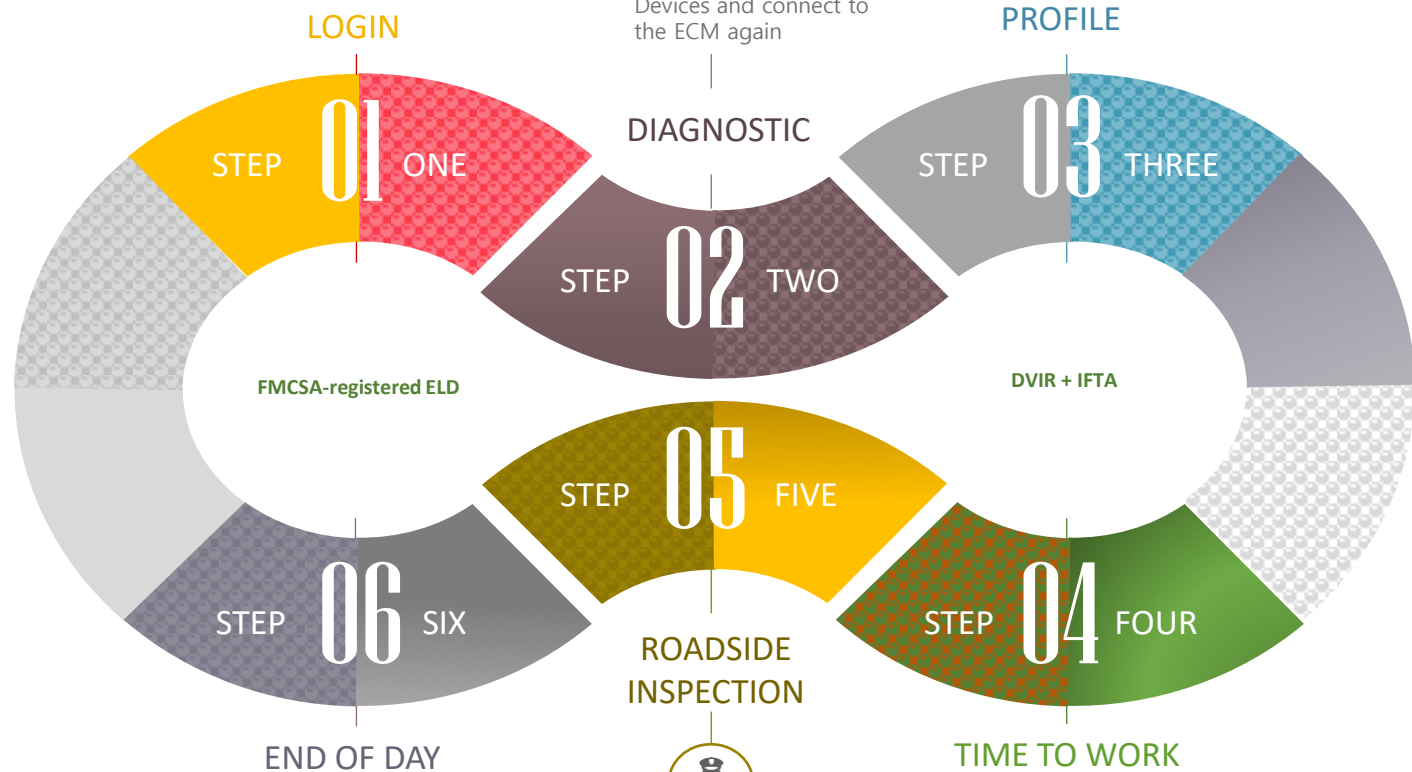 Devices and connect to
the ECM again
LOGIN
PROFILE
DIAGNOSTIC
STEP 01 ONE
STEP 03 THREE
STEP 02 TWO
FMCSA-registered ELD
DVIR + IFTA
STEP 05 FIVE
STEP 06 SIX
STEP 04 FOUR
ROADSIDE
INSPECTION
END OF DAY
TIME TO WORK